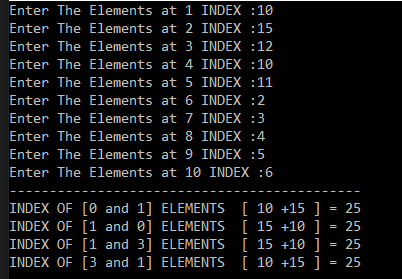 Enter The Elements at 1 INDEX :10
Enter The Elements at 2 INDEX :15
Enter The Elements at 3 INDEX :12
Enter The Elements at 4 INDEX :10
Enter The Elements at 5 INDEX :11
Enter The Elements at 6 INDEX :2
Enter The Elements at 7 INDEX :3
Enter The Elements at 8 INDEX :4
Enter The Elements at 9 INDEX :5
Enter The Elements at 10 INDEX :6
--------------------------------------------
INDEX OF [0 and 1] ELEMENTS  [ 10 +15 ] = 25
INDEX OF [1 and 0] ELEMENTS  [ 15 +10 ] = 25
INDEX OF [1 and 3] ELEMENTS  [ 15 +10 ] = 25
INDEX OF [3 and 1] ELEMENTS  [ 10 +15 ] = 25